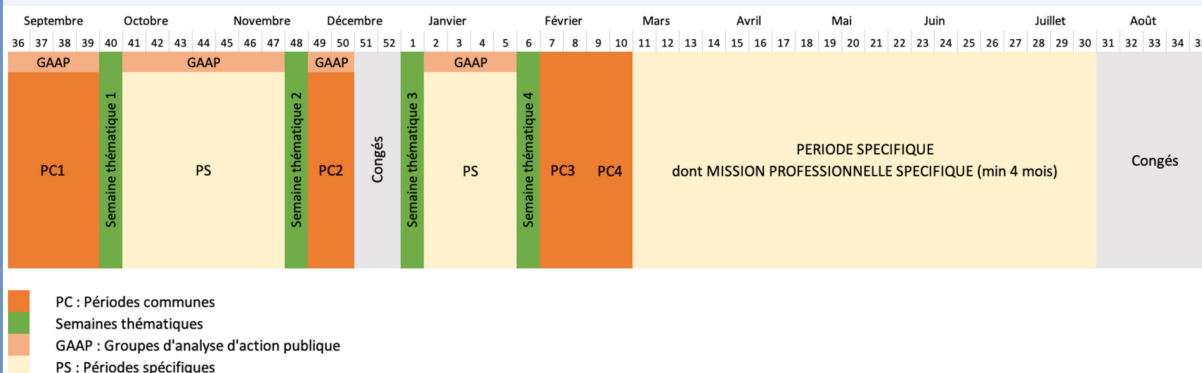 Septembre Octobre Novembre Décembre Janvier Février Mars Avril Mai Juin Juillet Août
36 37 38 39 40 41 42 43 44 45 46 47 48 49 50 51 52 1 2 3 4 5 6 7 8 9 10 11 12 13 14 15 16 17 18 19 20 21 22 23 24 25 26 27 28 29 30 31 32 33 34 35
GAAP GAAP GAAP GAAP
PC1
Semaine thématique 1
PS
Semaine thématique 2
PC2
Congés
Semaine thématique 3
PS
Semaine thématique 4
PC3
PC4
PERIODE SPECIFIQUE
dont MISSION PROFESSIONNELLE SPECIFIQUE (min 4 mois)
Congés
PC : Périodes communes
Semaines thématiques
GAAP : Groupes d'analyse d'action publique
PS : Périodes spécifiques